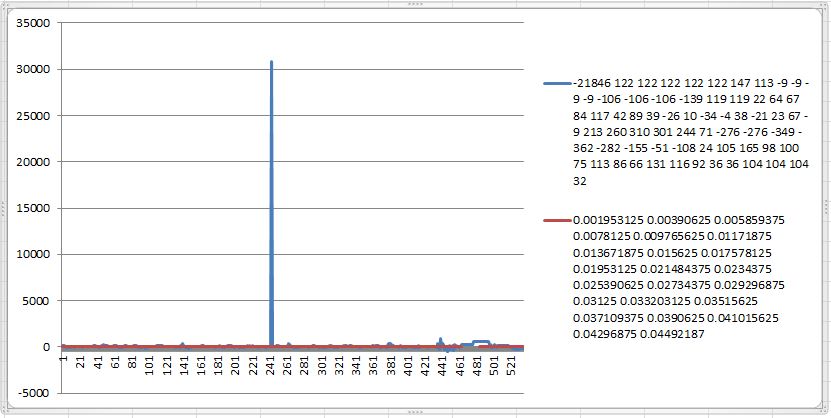 35000
30000
25000
20000
15000
10000
5000
0
-5000
1 21 41 61 81 101 121 141 161 181 201 221 241 261 281 301 321 341 361 381 401 421 441 461 481 501 521
-21846 122 122 122 122 122 147 113 -9 -9 -
9 -9 -106 -106 -106 -139 119 119 22 64 67
84 117 42 89 39 -26 10 -34 -4 38 -21 23 67 -
9 213 260 310 301 244 71 -276 -276 -349 -
362 -282 -155 -51 -108 24 105 165 98 100
75 113 86 66 131 116 92 36 36 104 104 104
32
0.001953125 0.00390625 0.005859375
0.0078125 0.009765625 0.01171875
0.013671875 0.015625 0.017578125
0.01953125 0.021484375 0.0234375
0.025390625 0.02734375 0.029296875
0.03125 0.033203125 0.03515625
0.037109375 0.0390625 0.041015625
0.04296875 0.04492187